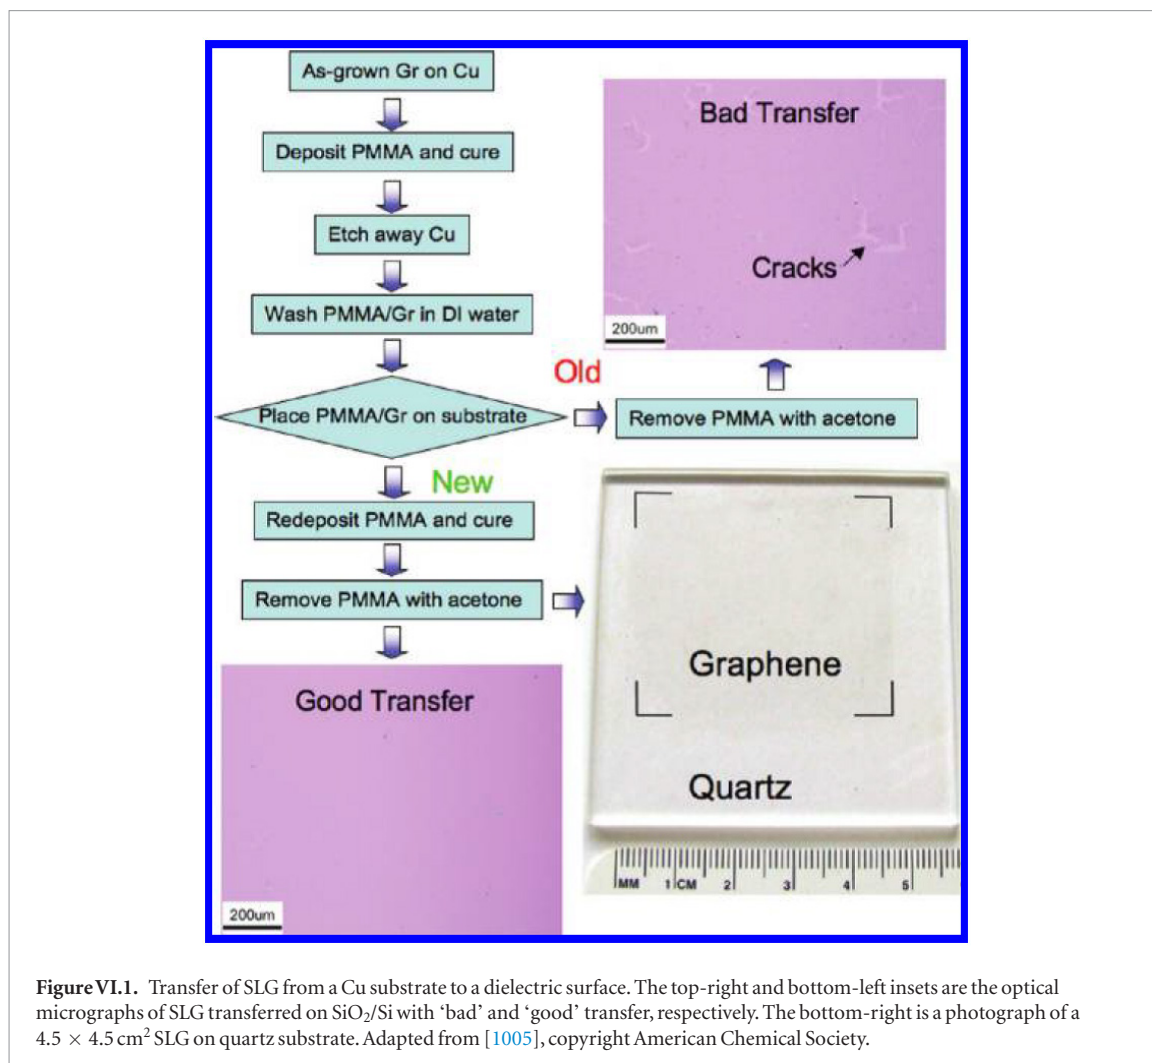 As-grown Gr on Cu
Deposit PMMA and cure
Etch away Cu
Wash PMMA/Gr in DI water
Place PMMA/Gr on substrate
Old
Remove PMMA with acetone
Bad Transfer
Cracks
200um
New
Redeposit PMMA and cure
Remove PMMA with acetone
Good Transfer
200um
Graphene
Quartz
MM 1 CM 2 3 4 5
Figure VI.1. Transfer of SLG from a Cu substrate to a dielectric surface. The top-right and bottom-left insets are the optical
micrographs of SLG transferred on SiO₂/Si with ‘bad’ and ‘good’ transfer, respectively. The bottom-right is a photograph of a
4.5 × 4.5 cm² SLG on quartz substrate. Adapted from [1005], copyright American Chemical Society.